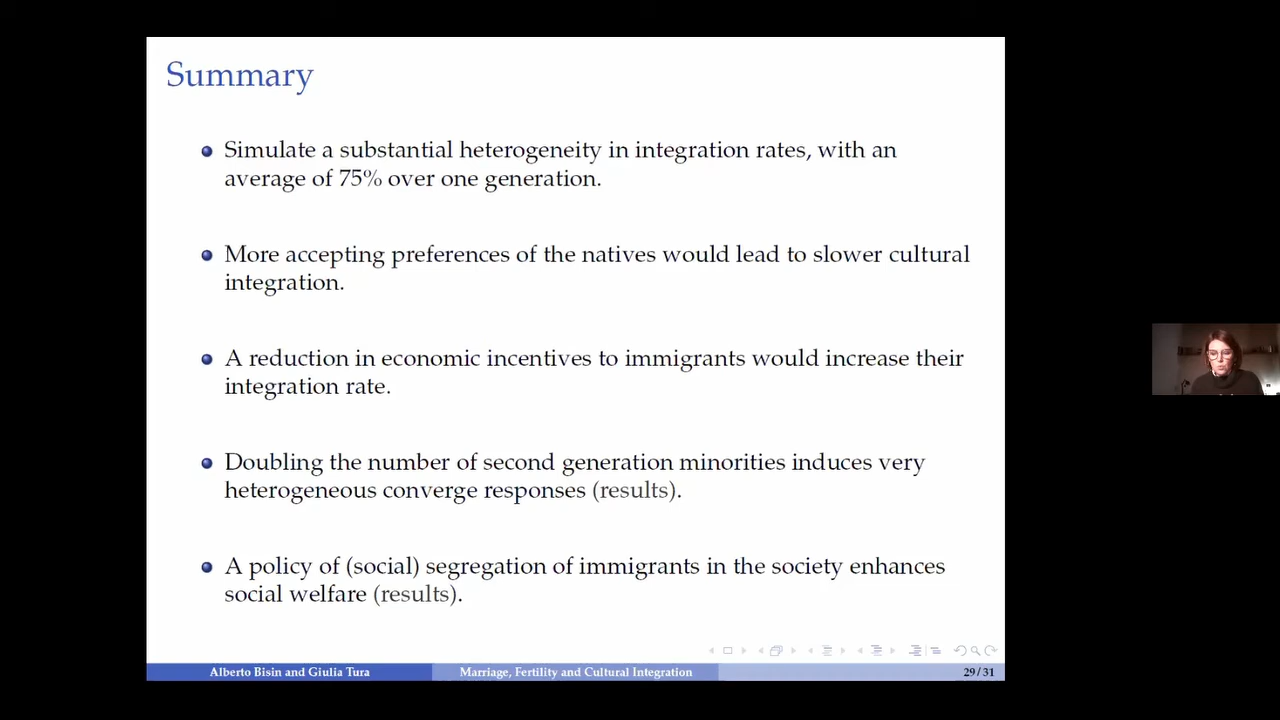 Summary
Simulate a substantial heterogeneity in integration rates, with an
average of 75% over one generation.
More accepting preferences of the natives would lead to slower cultural
integration.
A reduction in economic incentives to immigrants would increase their
integration rate.
Doubling the number of second generation minorities induces very
heterogeneous converge responses (results).
A policy of (social) segregation of immigrants in the society enhances
social welfare (results).
Alberto Bisin and Giulia Tura
Marriage, Fertility and Cultural Integration
29/31